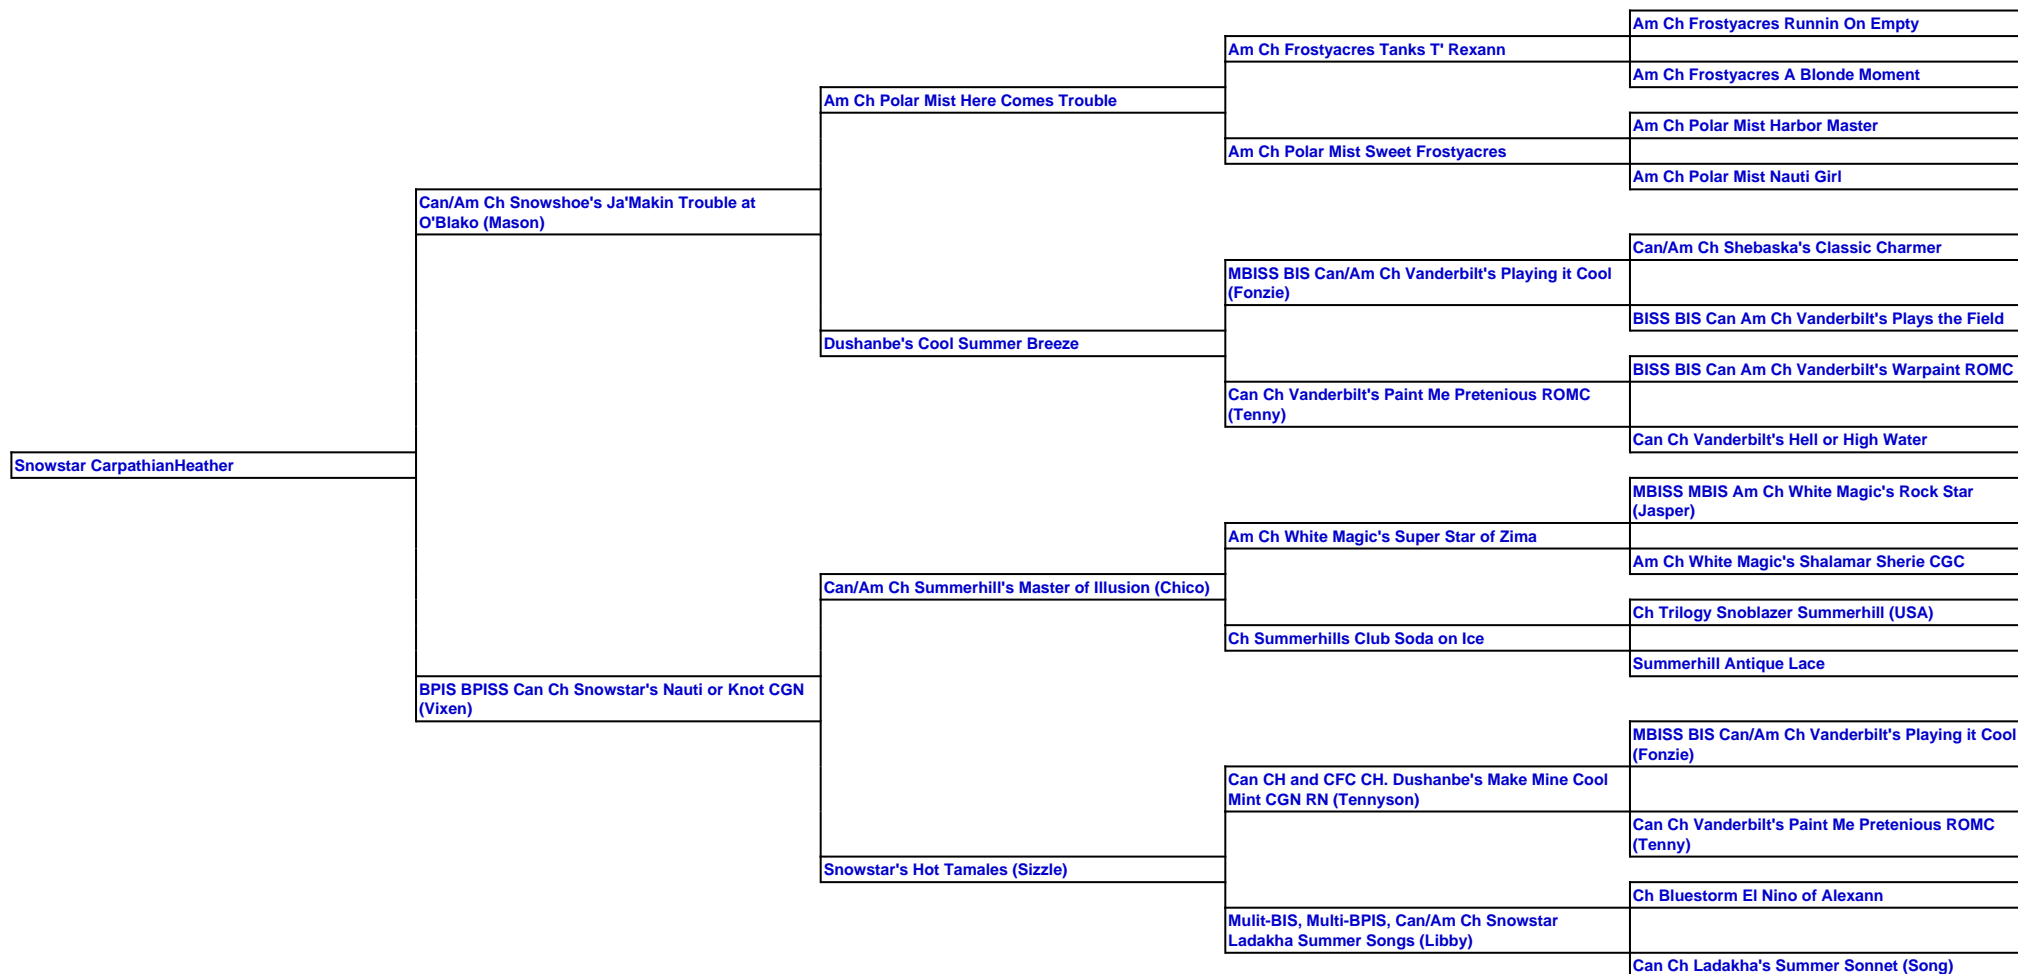 Am Ch Frostyacres Runnin On Empty
Am Ch Frostyacres Tanks T' Rexann
Am Ch Frostyacres A Blonde Moment
Am Ch Polar Mist Here Comes Trouble
Am Ch Polar Mist Harbor Master
Am Ch Polar Mist Sweet Frostyacres
Am Ch Polar Mist Nauti Girl
Can/Am Ch Snowshoe's Ja'Makin Trouble at
O'Blako (Mason)
Can/Am Ch Shebaska's Classic Charmer
MBISS BIS Can/Am Ch Vanderbilt's Playing it Cool
(Fonzie)
BISS BIS Can Am Ch Vanderbilt's Plays the Field
Dushanbe's Cool Summer Breeze
BISS BIS Can Am Ch Vanderbilt's Warpaint ROMC
Can Ch Vanderbilt's Paint Me Pretenious ROMC
(Tenny)
Can Ch Vanderbilt's Hell or High Water
Snowstar CarpathianHeather
MBISS MBIS Am Ch White Magic's Rock Star
(Jasper)
Am Ch White Magic's Super Star of Zima
Am Ch White Magic's Shalamar Sherie CGC
Can/Am Ch Summerhill's Master of Illusion (Chico)
Ch Trilogy Snoblazer Summerhill (USA)
Ch Summerhills Club Soda on Ice
Summerhill Antique Lace
BPIS BPISS Can Ch Snowstar's Nauti or Knot CGN
(Vixen)
MBISS BIS Can/Am Ch Vanderbilt's Playing it Cool
(Fonzie)
Can CH and CFC CH. Dushanbe's Make Mine Cool
Mint CGN RN (Tennyson)
Can Ch Vanderbilt's Paint Me Pretenious ROMC
(Tenny)
Snowstar's Hot Tamales (Sizzle)
Ch Bluestorm El Nino of Alexann
Mulit-BIS, Multi-BPIS, Can/Am Ch Snowstar
Ladakha Summer Songs (Libby)
Can Ch Ladakha's Summer Sonnet (Song)